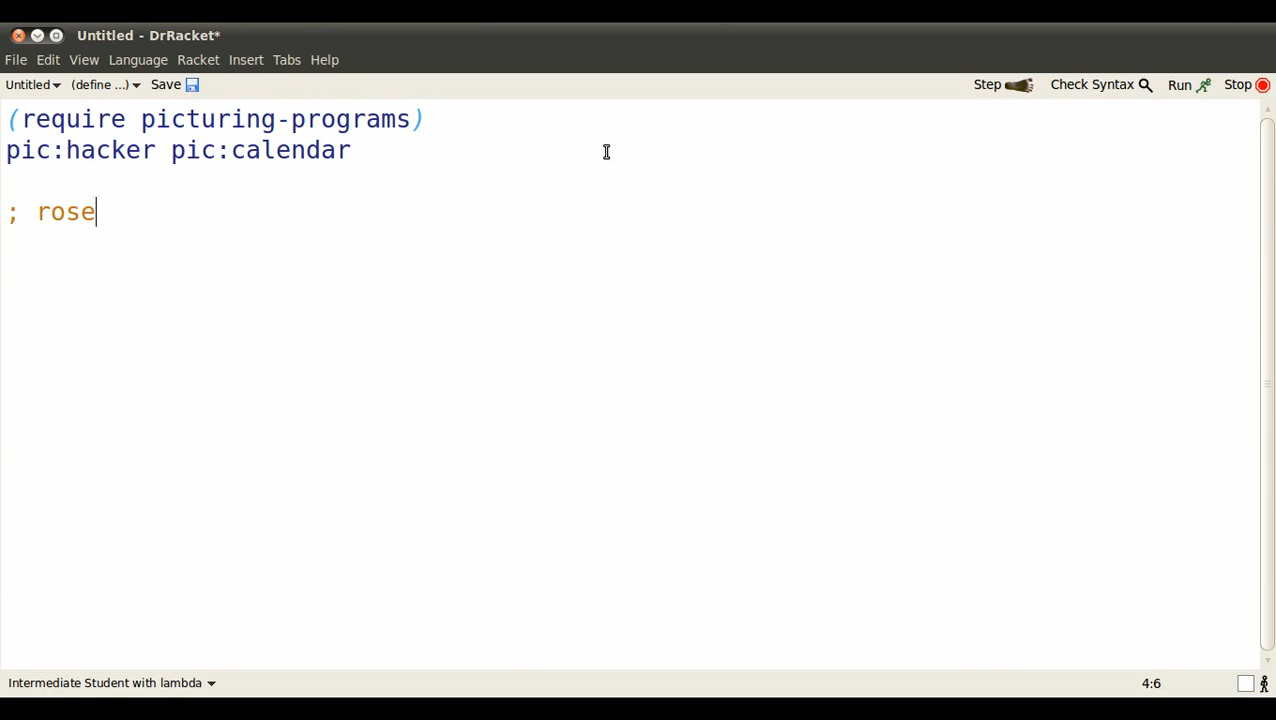 Untitled - DrRacket*
File Edit View Language Racket Insert Tabs Help
Untitled (define ...) Save Step Check Syntax Run Stop
(require picturing-programs)
pic:hacker pic:calendar
; rose
Intermediate Student with lambda 4:6